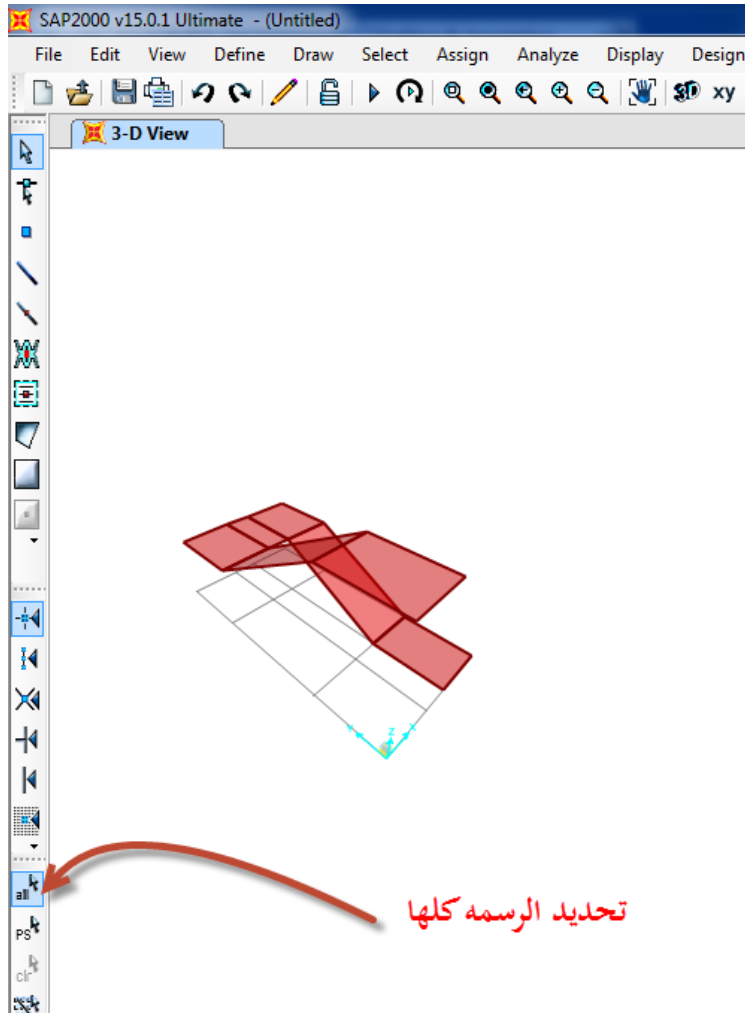 SAP2000 v15.0.1 Ultimate - (Untitled)
File Edit View Define Draw Select Assign Analyze Display Design
3D xy
3-D View
Y Z X
all
تحديد الرسمه كلها
PS
clr